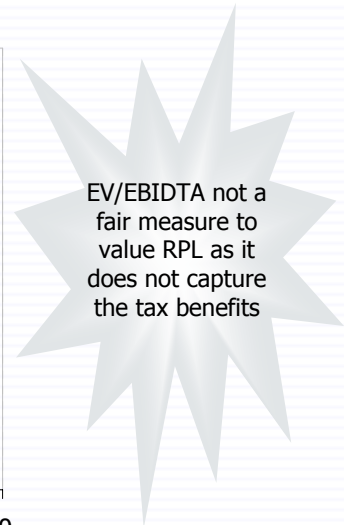 EV/EBIDTA not a
fair measure to
value RPL as it
does not capture
the tax benefits